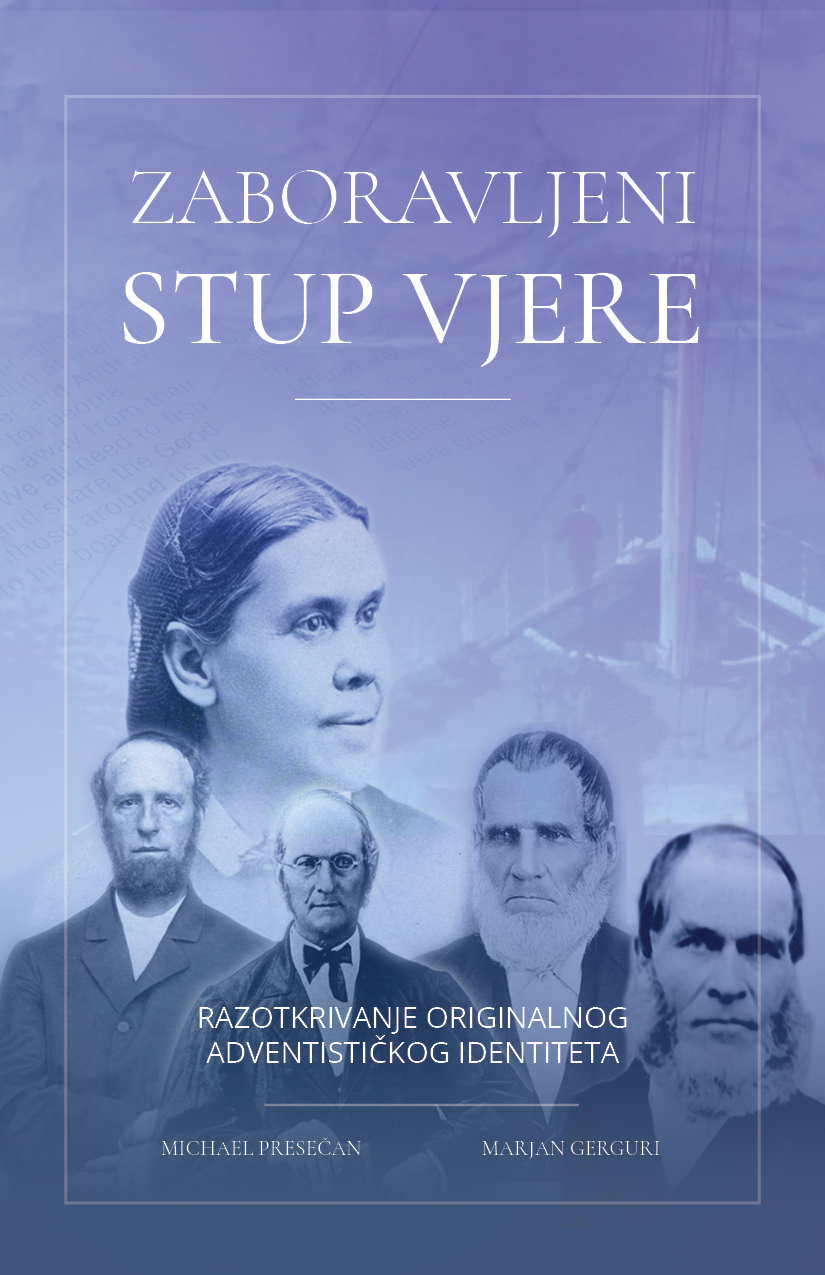 ZABORAVLJENI
STUP VJERE
RAZOTKRIVANJE ORIGINALNOG
ADVENTISTIČKOG IDENTITETA
MICHAEL PRESEČAN
MARJAN GERGURI